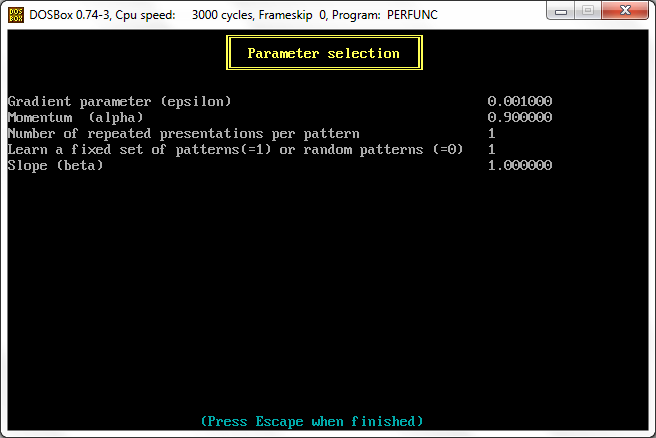 DOSBox 0.74-3, Cpu speed: 3000 cycles, Frameskip 0, Program: PERFUNC
Parameter selection
Gradient parameter (epsilon) 0.001000
Momentum (alpha) 0.900000
Number of repeated presentations per pattern 1
Learn a fixed set of patterns(=1) or random patterns (=0) 1
Slope (beta) 1.000000
(Press Escape when finished)